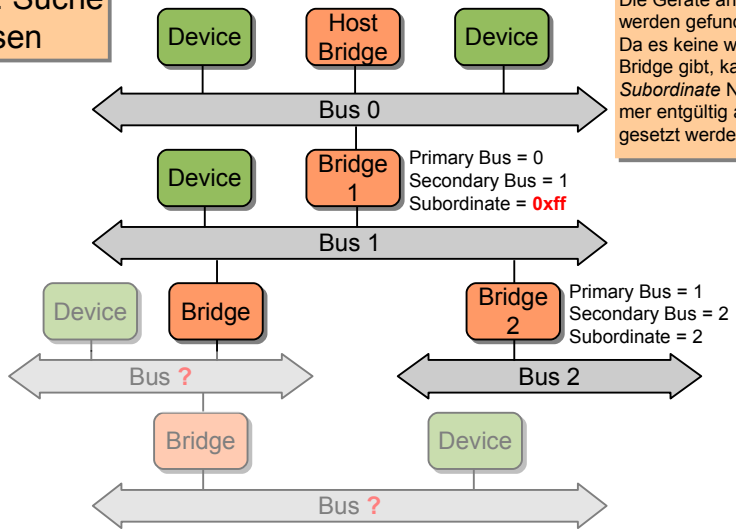 Suche
sen
Die Geräte an
werden gefund
Da es keine w
Bridge gibt, ka
Subordinate N
mer entgültig a
gesetzt werde
Device
Host
Bridge
Device
Bus 0
Device
Bridge
1
Primary Bus = 0
Secondary Bus = 1
Subordinate = 0xff
Bus 1
Device
Bridge
Bridge
2
Primary Bus = 1
Secondary Bus = 2
Subordinate = 2
Bus ?
Bus 2
Bridge
Device
Bus ?